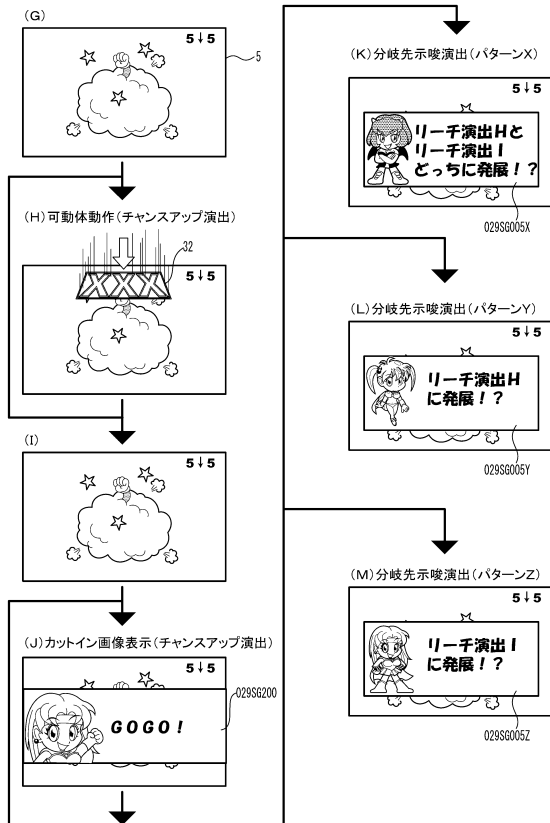 (G)
5↓5
5
(H)可動体動作(チャンスアップ演出)
XXX
32
5↓5
(I)
5↓5
(J)カットイン画像表示(チャンスアップ演出)
5↓5
GOGO!
029SG200
(K)分岐先示唆演出(パターンX)
5↓5
リーチ演出Hと
リーチ演出I
どっちに発展!?
029SG005X
(L)分岐先示唆演出(パターンY)
5↓5
リーチ演出H
に発展!?
029SG005Y
(M)分岐先示唆演出(パターンZ)
5↓5
リーチ演出I
に発展!?
029SG005Z